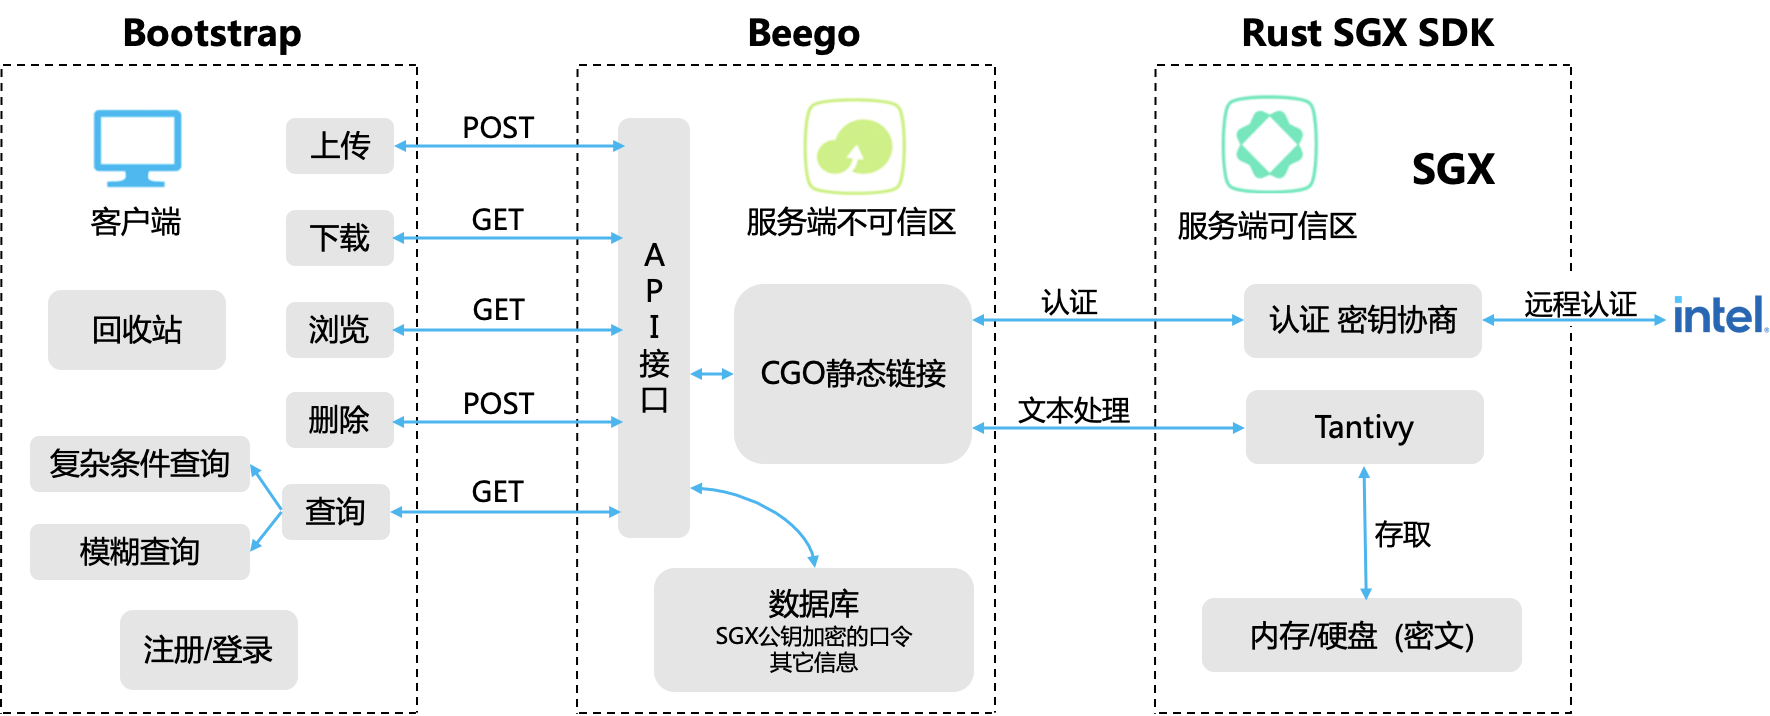 Bootstrap
客户端
上传
下载
浏览
回收站
删除
复杂条件查询
查询
模糊查询
注册/登录
POST
GET
GET
POST
GET
Beego
服务端不可信区
A
P
I
接
口
CGO静态链接
数据库
SGX公钥加密的口令
其它信息
认证
文本处理
Rust SGX SDK
SGX
服务端可信区
认证 密钥协商
Tantivy
存取
内存/硬盘（密文）
远程认证
intel.